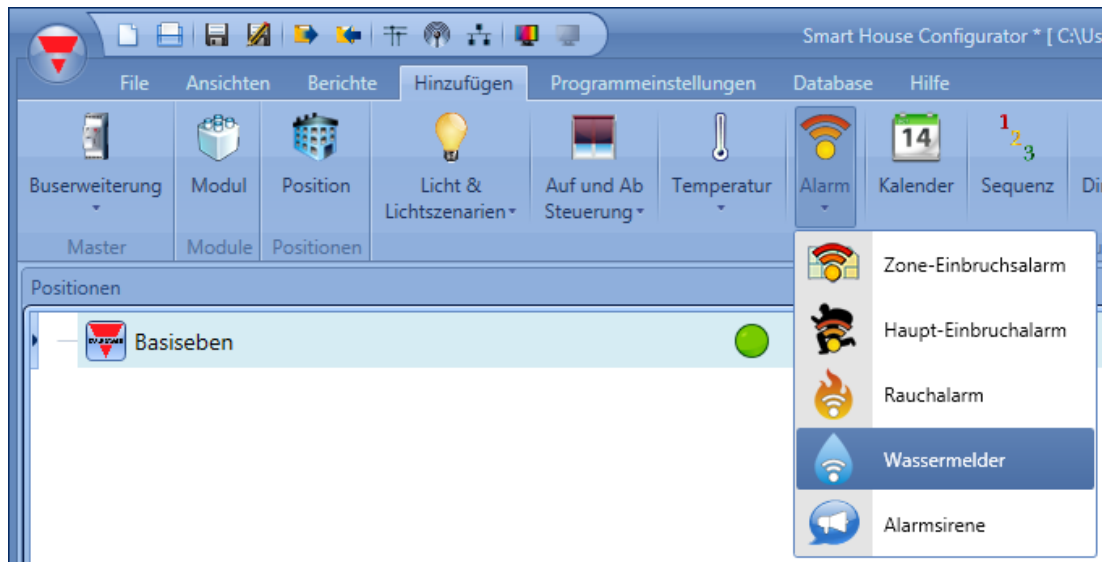 Smart House Configurator * [ C:\Us
File Ansichten Berichte Hinzufügen Programmeinstellungen Database Hilfe
14 1 2 3
Buserweiterung Modul Position Licht & Auf und Ab Temperatur Alarm Kalender Sequenz
Lichtszenarien Steuerung
Master Module Positionen
Positionen
Basiseben
Zone-Einbruchsalarm
Haupt-Einbruchalarm
Rauchalarm
Wassermelder
Alarmsirene